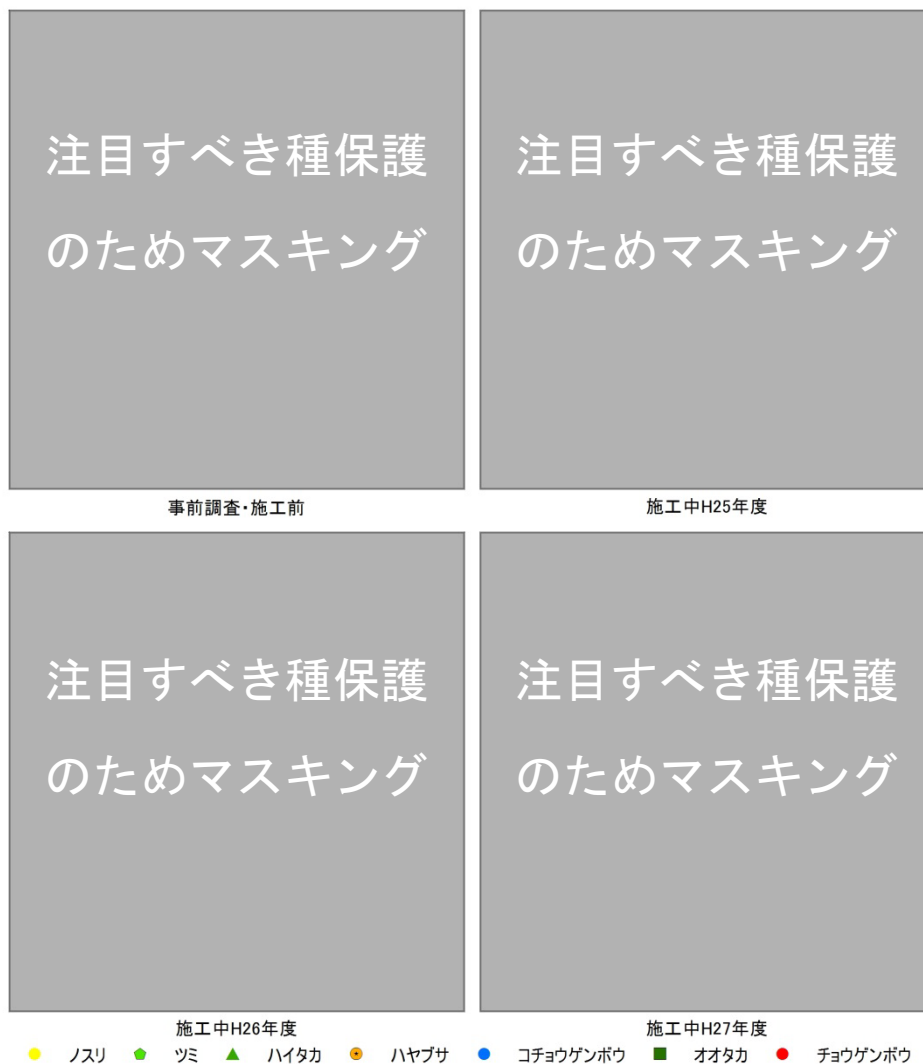 注目すべき種保護
のためマスキング
注目すべき種保護
のためマスキング
事前調査・施工前
施工中H25年度
注目すべき種保護
のためマスキング
注目すべき種保護
のためマスキング
施工中H26年度
施工中H27年度
ノスリ ツミ ハイタカ ハヤブサ コチョウゲンボウ オオタカ チョウゲンボウ